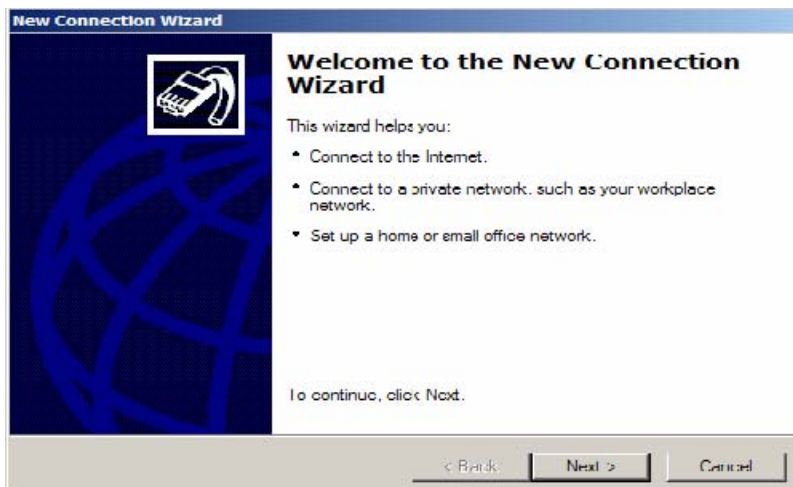 New Connection Wizard
Welcome to the New Connection
Wizard
This wizard helps you:
• Connect to the Internet.
• Connect to a private network, such as your workplace
network.
• Set up a home or small office network.
To continue, click Next.
< Back
Next >
Cancel